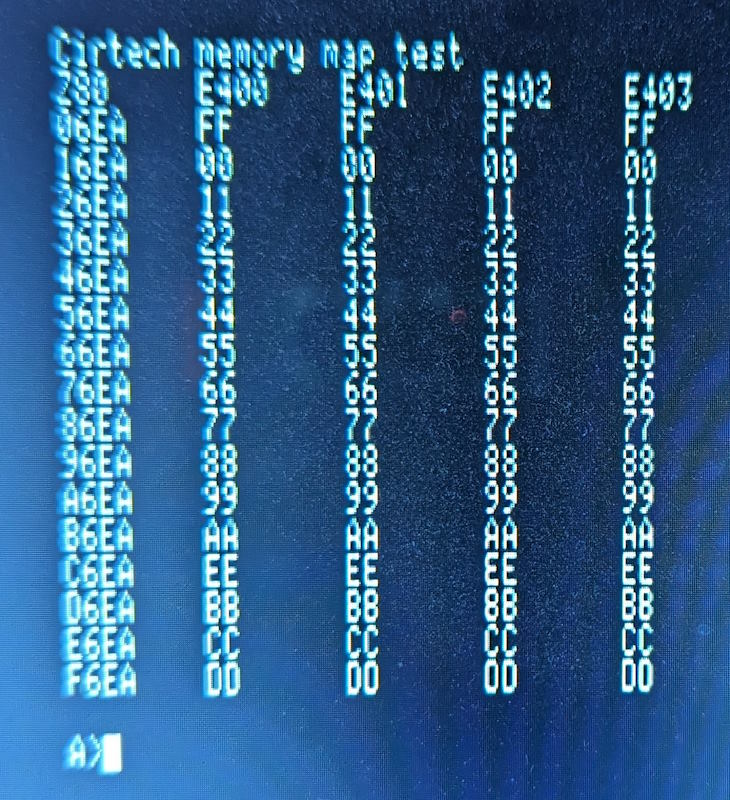 Cirtech memory map test
Z80 E400 E401 E402 E403
06EA FF FF FF FF
16EA 00 00 00 00
26EA 11 11 11 11
36EA 22 22 22 22
46EA 33 33 33 33
56EA 44 44 44 44
66EA 55 55 55 55
76EA 66 66 66 66
86EA 77 77 77 77
96EA 88 88 88 88
A6EA 99 99 99 99
B6EA AA AA AA AA
C6EA EE EE EE EE
D6EA BB BB BB BB
E6EA CC CC CC CC
F6EA DD DD DD DD
A>